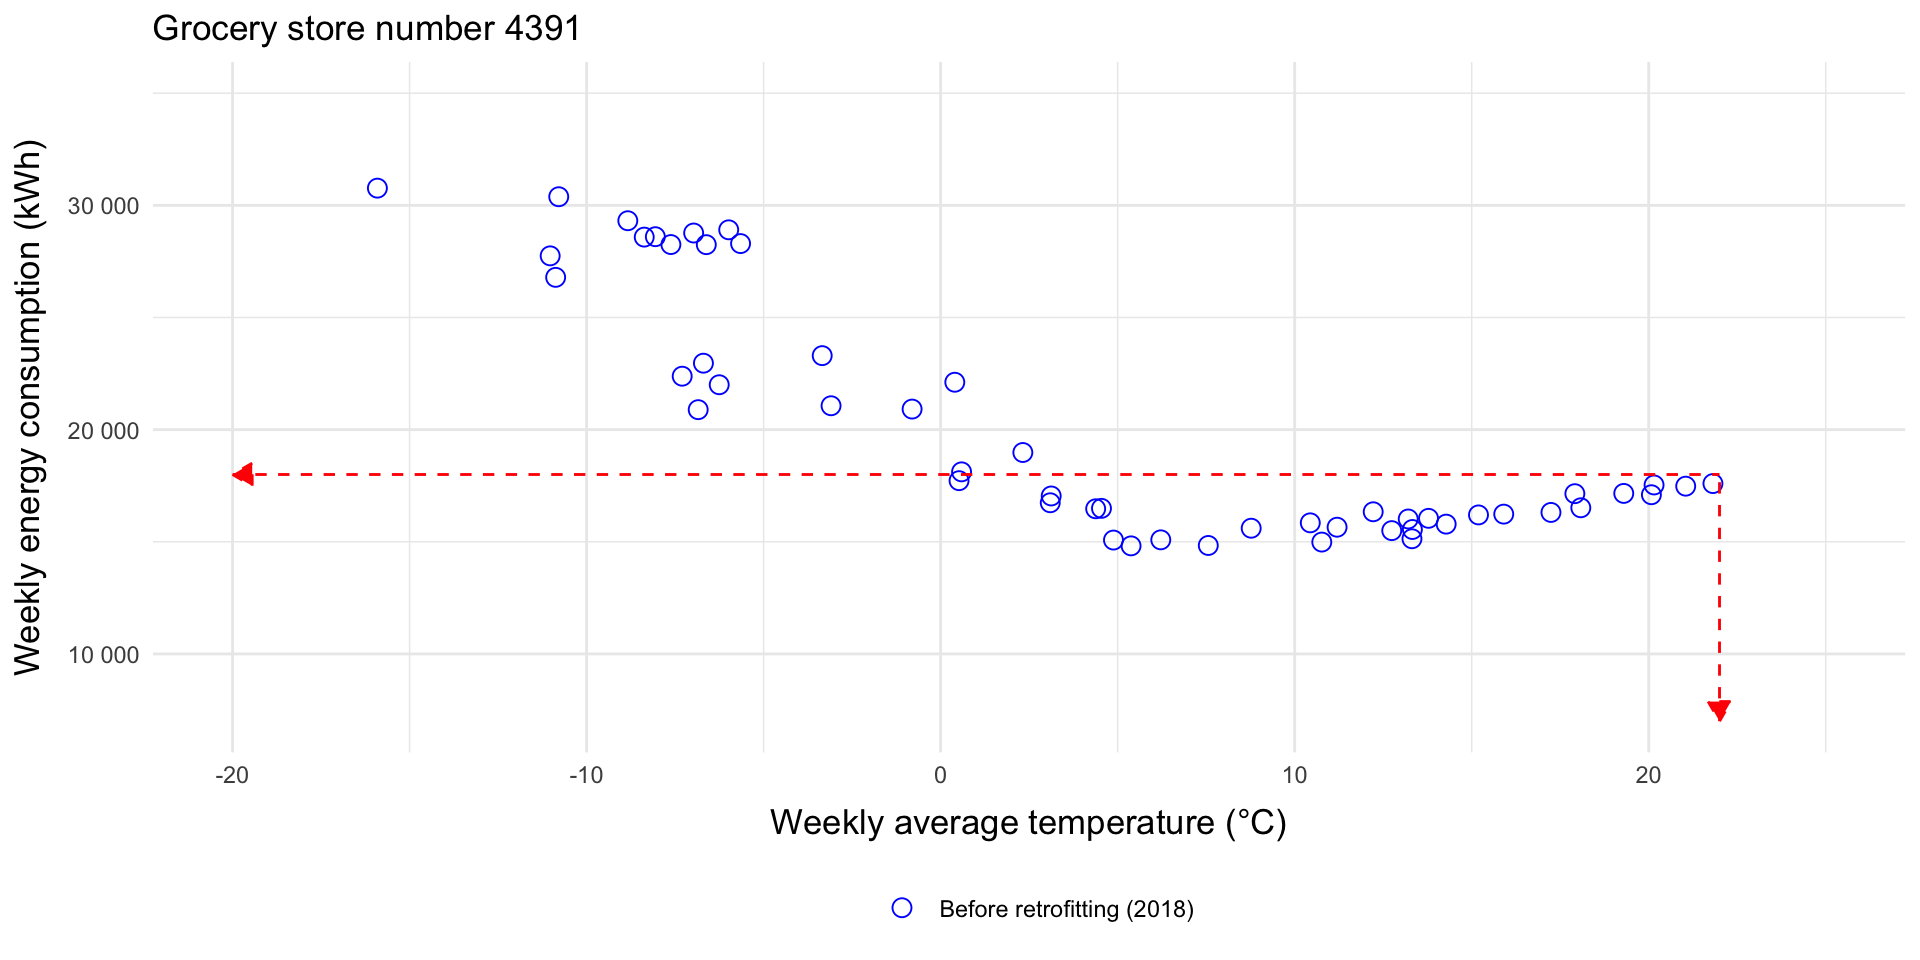 Grocery store number 4391
Weekly energy consumption (kWh)
30 000
20 000
10 000
-20
-10
0
10
20
Weekly average temperature (°C)
Before retrofitting (2018)